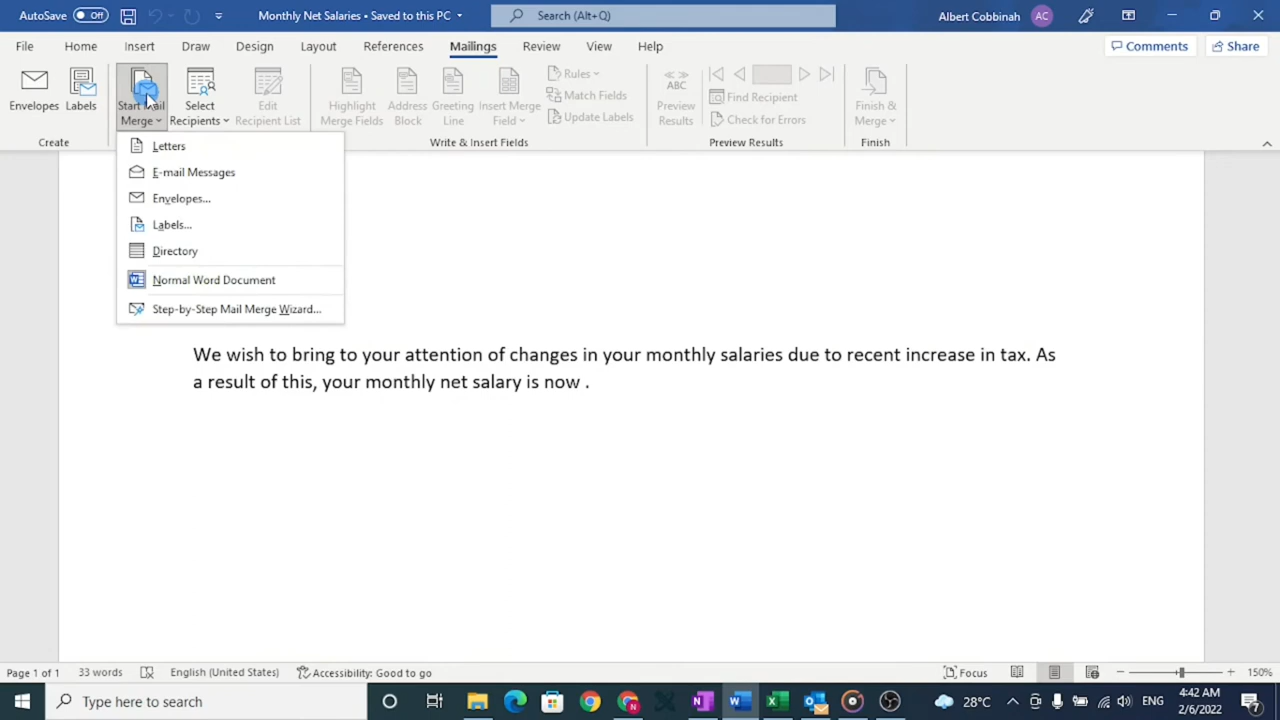 AutoSave Off Monthly Net Salaries • Saved to this PC Search (Alt+Q) Albert Cobbinah AC
File Home Insert Draw Design Layout References Mailings Review View Help Comments Share
Envelopes Labels Start Mail Merge Select Recipients Edit Recipient List Highlight Merge Fields Address Block Greeting Line Insert Merge Field Rules Match Fields Update Labels ABC Preview Results Find Recipient Check for Errors Finish & Merge
Create Write & Insert Fields Preview Results Finish
Letters
E-mail Messages
Envelopes...
Labels...
Directory
Normal Word Document
Step-by-Step Mail Merge Wizard...
We wish to bring to your attention of changes in your monthly salaries due to recent increase in tax. As
a result of this, your monthly net salary is now .
Page 1 of 1 33 words English (United States) Accessibility: Good to go Focus 150%
Type here to search 28°C ENG 4:42 AM
2/6/2022 7